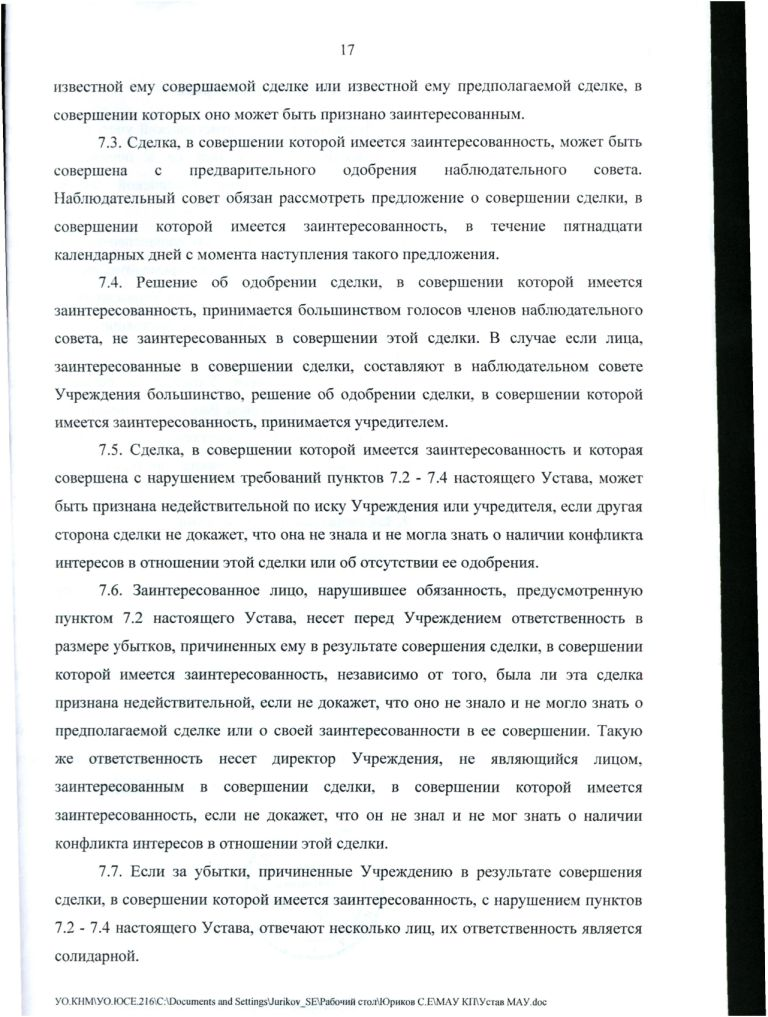 17
известной ему совершаемой сделке или известной ему предполагаемой сделке, в
совершении которых оно может быть признано заинтересованным.
7.3. Сделка, в совершении которой имеется заинтересованность, может быть
совершена с предварительного одобрения наблюдательного совета.
Наблюдательный совет обязан рассмотреть предложение о совершении сделки, в
совершении которой имеется заинтересованность, в течение пятнадцати
календарных дней с момента наступления такого предложения.
7.4. Решение об одобрении сделки, в совершении которой имеется
заинтересованность, принимается большинством голосов членов наблюдательного
совета, не заинтересованных в совершении этой сделки. В случае если лица,
заинтересованные в совершении сделки, составляют в наблюдательном совете
Учреждения большинство, решение об одобрении сделки, в совершении которой
имеется заинтересованность, принимается учредителем.
7.5. Сделка, в совершении которой имеется заинтересованность и которая
совершена с нарушением требований пунктов 7.2 - 7.4 настоящего Устава, может
быть признана недействительной по иску Учреждения или учредителя, если другая
сторона сделки не докажет, что она не знала и не могла знать о наличии конфликта
интересов в отношении этой сделки или об отсутствии ее одобрения.
7.6. Заинтересованное лицо, нарушившее обязанность, предусмотренную
пунктом 7.2 настоящего Устава, несет перед Учреждением ответственность в
размере убытков, причиненных ему в результате совершения сделки, в совершении
которой имеется заинтересованность, независимо от того, была ли эта сделка
признана недействительной, если не докажет, что оно не знало и не могло знать о
предполагаемой сделке или о своей заинтересованности в ее совершении. Такую
же ответственность несет директор Учреждения, не являющийся лицом,
заинтересованным в совершении сделки, в совершении которой имеется
заинтересованность, если не докажет, что он не знал и не мог знать о наличии
конфликта интересов в отношении этой сделки.
7.7. Если за убытки, причиненные Учреждению в результате совершения
сделки, в совершении которой имеется заинтересованность, с нарушением пунктов
7.2 - 7.4 настоящего Устава, отвечают несколько лиц, их ответственность является
солидарной.
УО.КНМ\УО.ЮСЕ.216\C:\Documents and Settings\Jurikov_SE\Рабочий стол\Юриков С.Е\МАУ КП\Устав МАУ.doc